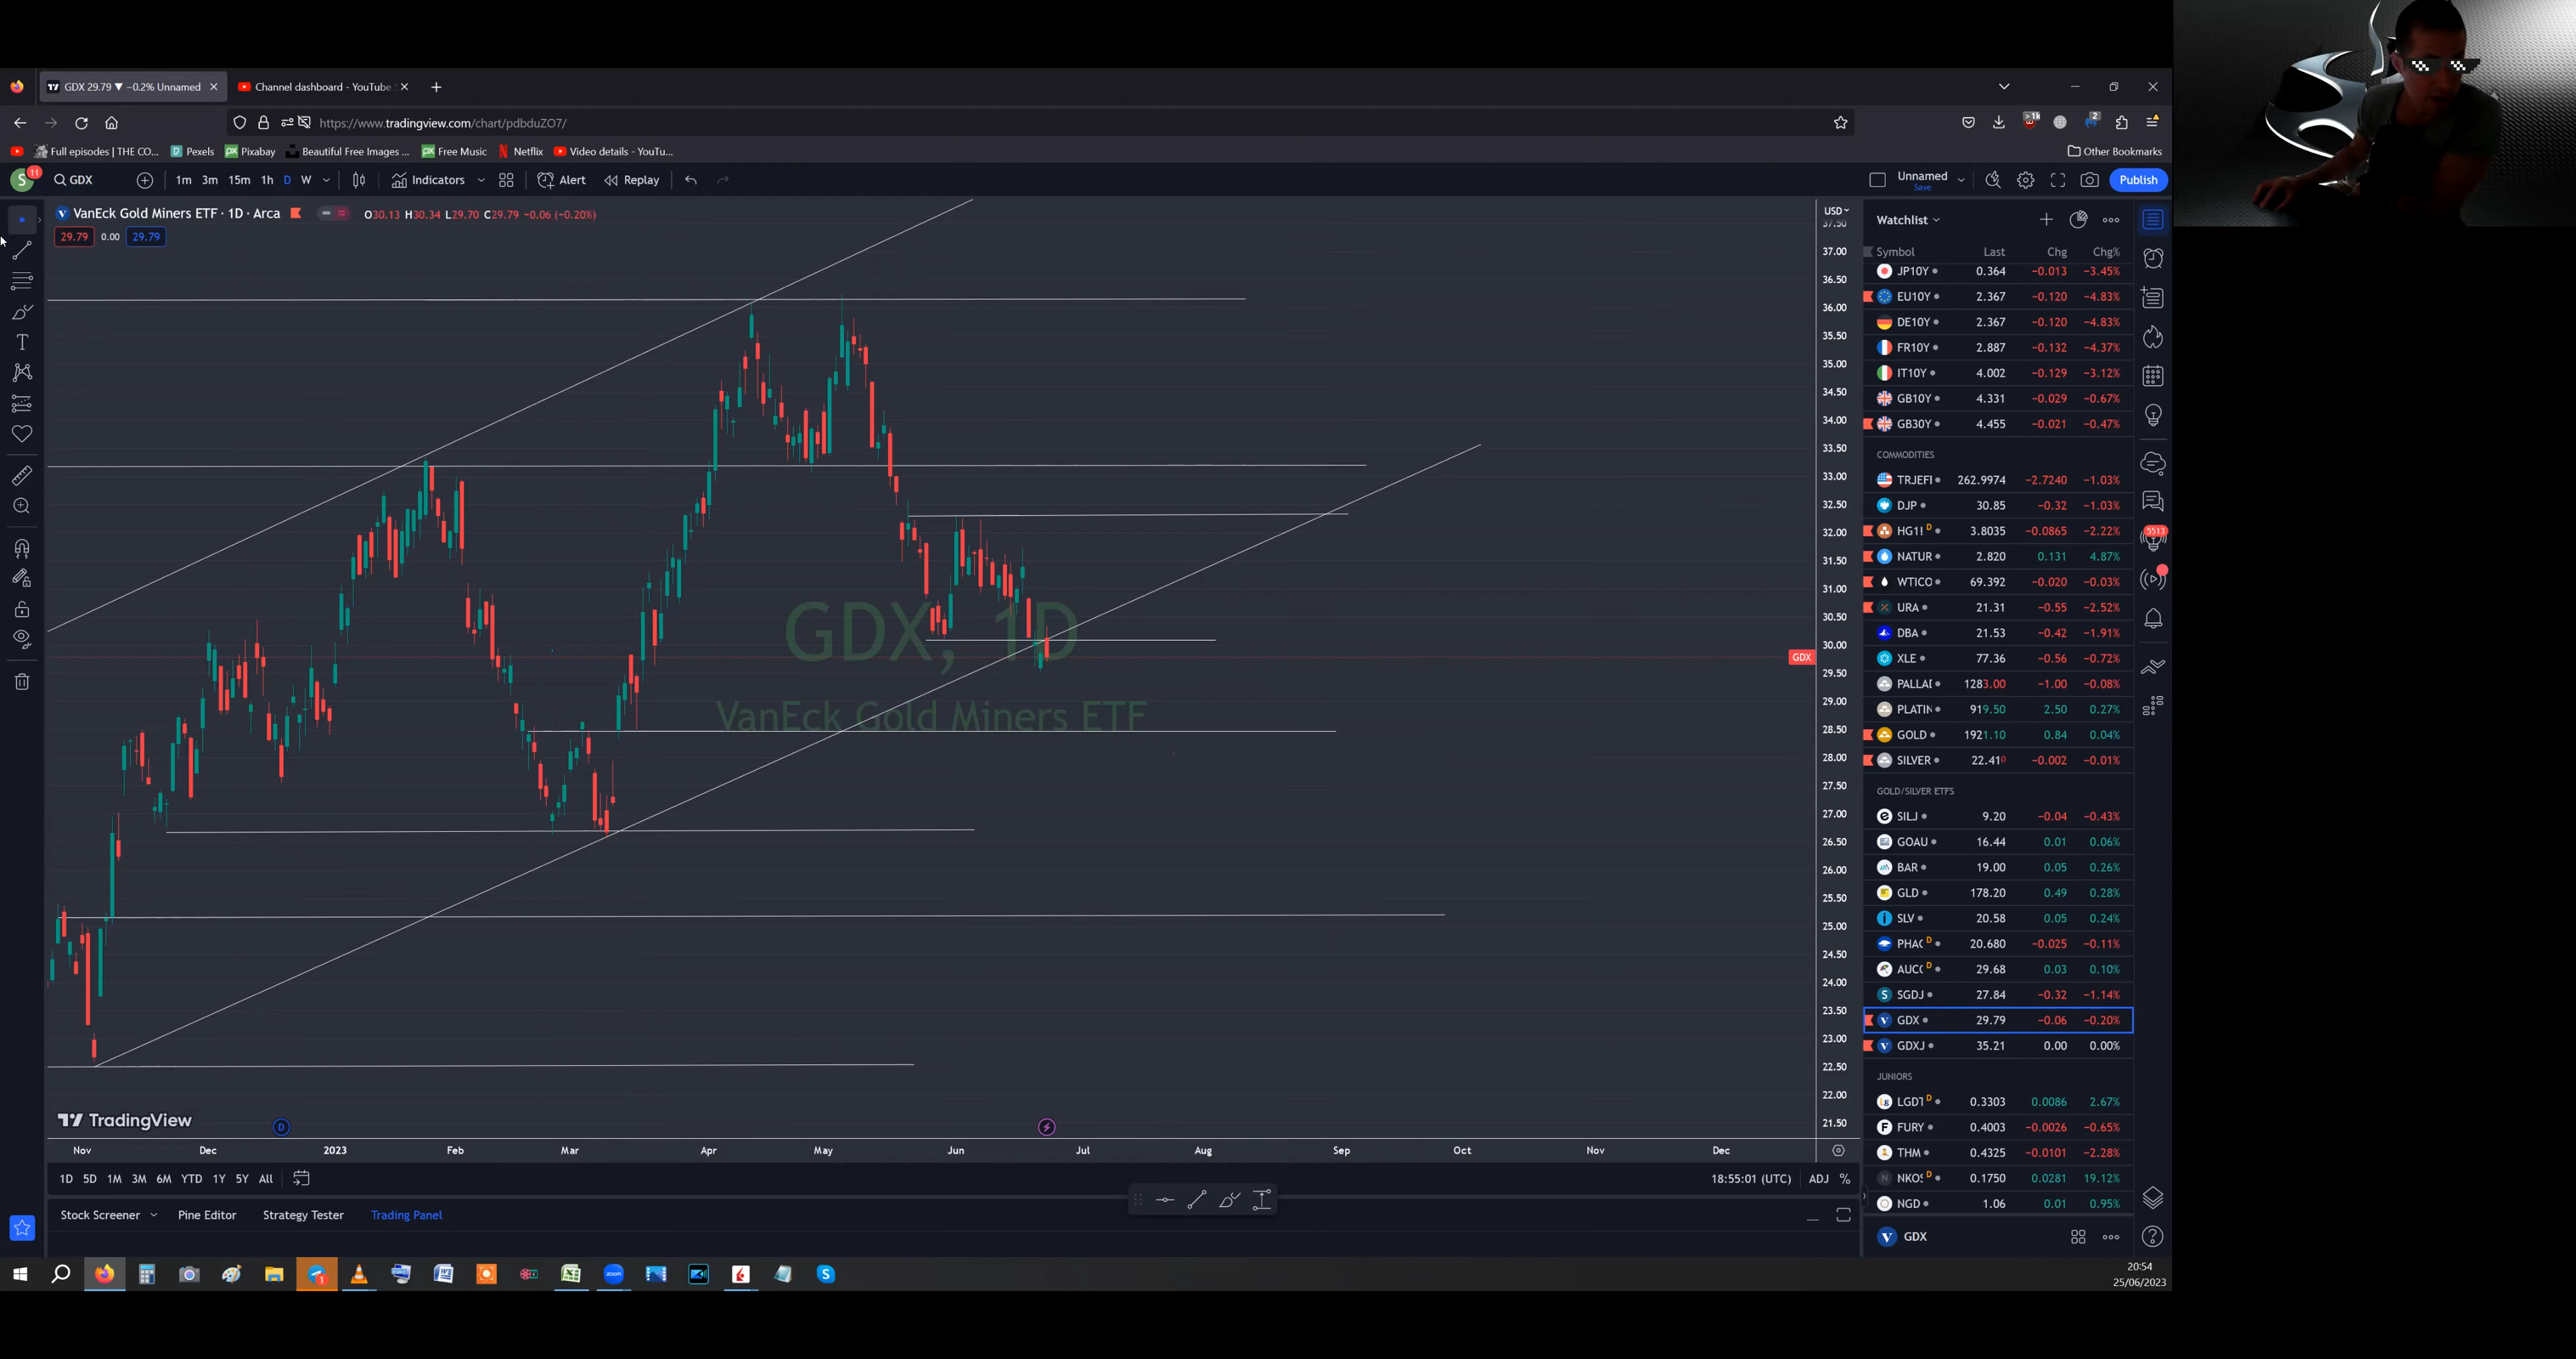 GDX 29.79 ▼ −0.2% Unnamed
Channel dashboard - YouTube
https://www.tradingview.com/chart/pdbduZO7/
>1k
2
Full episodes | THE CO...
Pexels
Pixabay
Beautiful Free Images ...
Free Music
Netflix
Video details - YouTu...
Other Bookmarks
S 11
GDX
1m 3m 15m 1h D W
Indicators
Alert
Replay
Unnamed
Save
Publish
VanEck Gold Miners ETF · 1D · Arca
O30.13 H30.34 L29.70 C29.79 −0.06 (−0.20%)
29.79 0.00 29.79
USD
37.50
37.00
36.50
36.00
35.50
35.00
34.50
34.00
33.50
33.00
32.50
32.00
31.50
31.00
30.50
30.00
29.50
29.00
28.50
28.00
27.50
27.00
26.50
26.00
25.50
25.00
24.50
24.00
23.50
23.00
22.50
22.00
21.50
GDX
GDX, 1D
VanEck Gold Miners ETF
TradingView
D
Nov Dec 2023 Feb Mar Apr May Jun Jul Aug Sep Oct Nov Dec
1D 5D 1M 3M 6M YTD 1Y 5Y All
18:55:01 (UTC) ADJ %
Stock Screener Pine Editor Strategy Tester Trading Panel
Watchlist
Symbol Last Chg Chg%
JP10Y 0.364 −0.013 −3.45%
EU10Y 2.367 −0.120 −4.83%
DE10Y 2.367 −0.120 −4.83%
FR10Y 2.887 −0.132 −4.37%
IT10Y 4.002 −0.129 −3.12%
GB10Y 4.331 −0.029 −0.67%
GB30Y 4.455 −0.021 −0.47%
COMMODITIES
TRJEFI 262.9974 −2.7240 −1.03%
DJP 30.85 −0.32 −1.03%
HG1! D 3.8035 −0.0865 −2.22%
NATUR 2.820 0.131 4.87%
WTICO 69.392 −0.020 −0.03%
URA 21.31 −0.55 −2.52%
DBA 21.53 −0.42 −1.91%
XLE 77.36 −0.56 −0.72%
PALLAI 1283.00 −1.00 −0.08%
PLATIN 919.50 2.50 0.27%
GOLD 1921.10 0.84 0.04%
SILVER 22.410 −0.002 −0.01%
GOLD/SILVER ETFS
SILJ 9.20 −0.04 −0.43%
GOAU 16.44 0.01 0.06%
BAR 19.00 0.05 0.26%
GLD 178.20 0.49 0.28%
SLV 20.58 0.05 0.24%
PHAG D 20.680 −0.025 −0.11%
AUCO D 29.68 0.03 0.10%
SGDJ 27.84 −0.32 −1.14%
GDX 29.79 −0.06 −0.20%
GDXJ 35.21 0.00 0.00%
JUNIORS
LGDT D 0.3303 0.0086 2.67%
FURY 0.4003 −0.0026 −0.65%
THM 0.4325 −0.0101 −2.28%
NKOS D 0.1750 0.0281 19.12%
NGD 1.06 0.01 0.95%
GDX
5513
20:54
25/06/2023